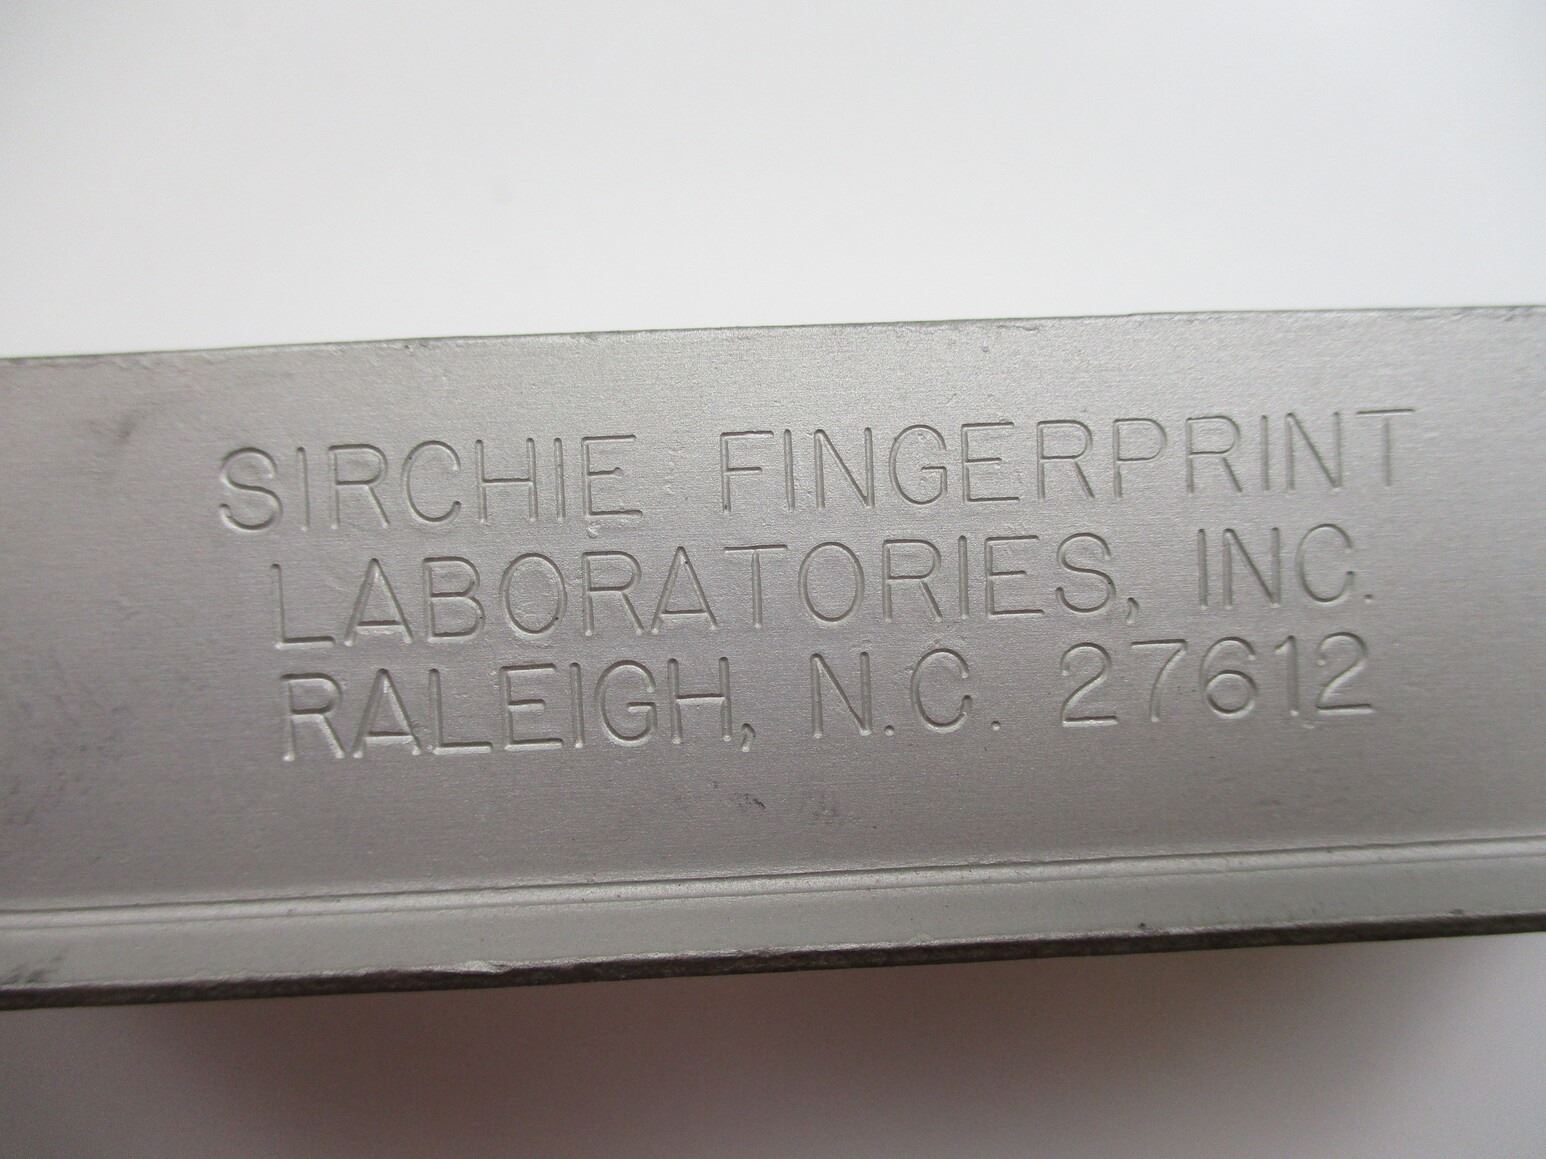 SIRCHIE FINGERPRINT
LABORATORIES, INC.
RALEIGH, N.C. 27612